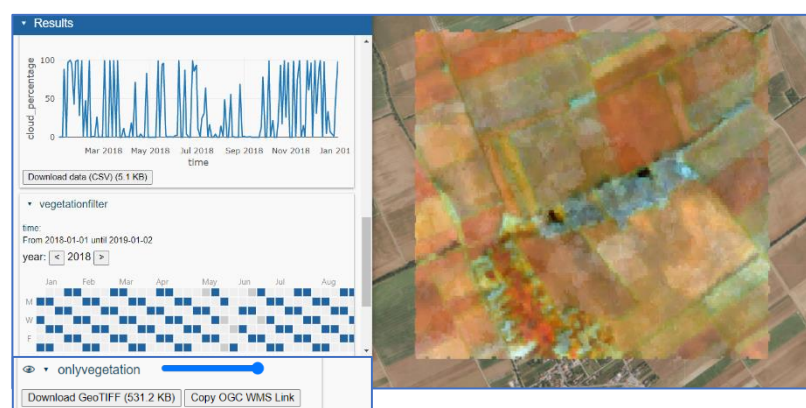 Results
cloud_percentage
100
50
0
Mar 2018 May 2018 Jul 2018 Sep 2018 Nov 2018 Jan 201
time
Download data (CSV) (5.1 KB)
vegetationfilter
time:
From 2018-01-01 until 2019-01-02
year: < 2018 >
Jan Feb Mar Apr May Jun Jul Aug
M
W
F
onlyvegetation
Download GeoTIFF (531.2 KB) Copy OGC WMS Link